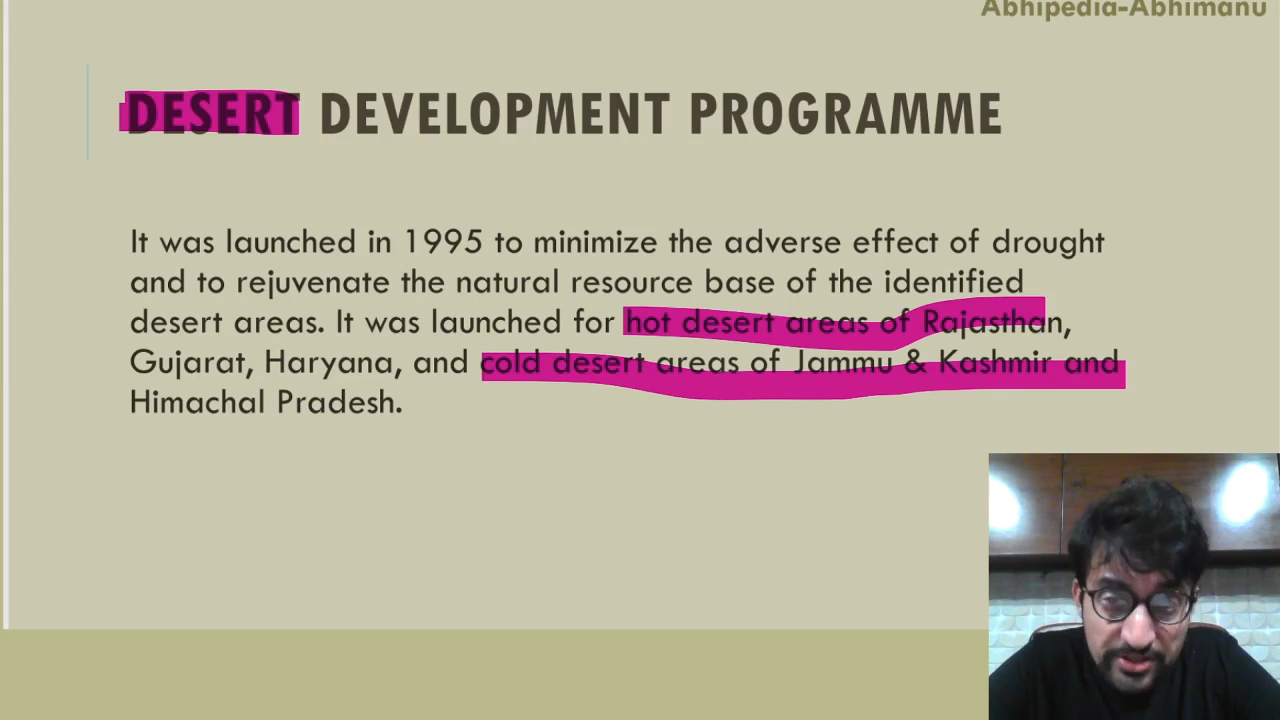 Abhipedia-Abhimanu
DESERT DEVELOPMENT PROGRAMME
It was launched in 1995 to minimize the adverse effect of drought
and to rejuvenate the natural resource base of the identified
desert areas. It was launched for hot desert areas of Rajasthan,
Gujarat, Haryana, and cold desert areas of Jammu & Kashmir and
Himachal Pradesh.